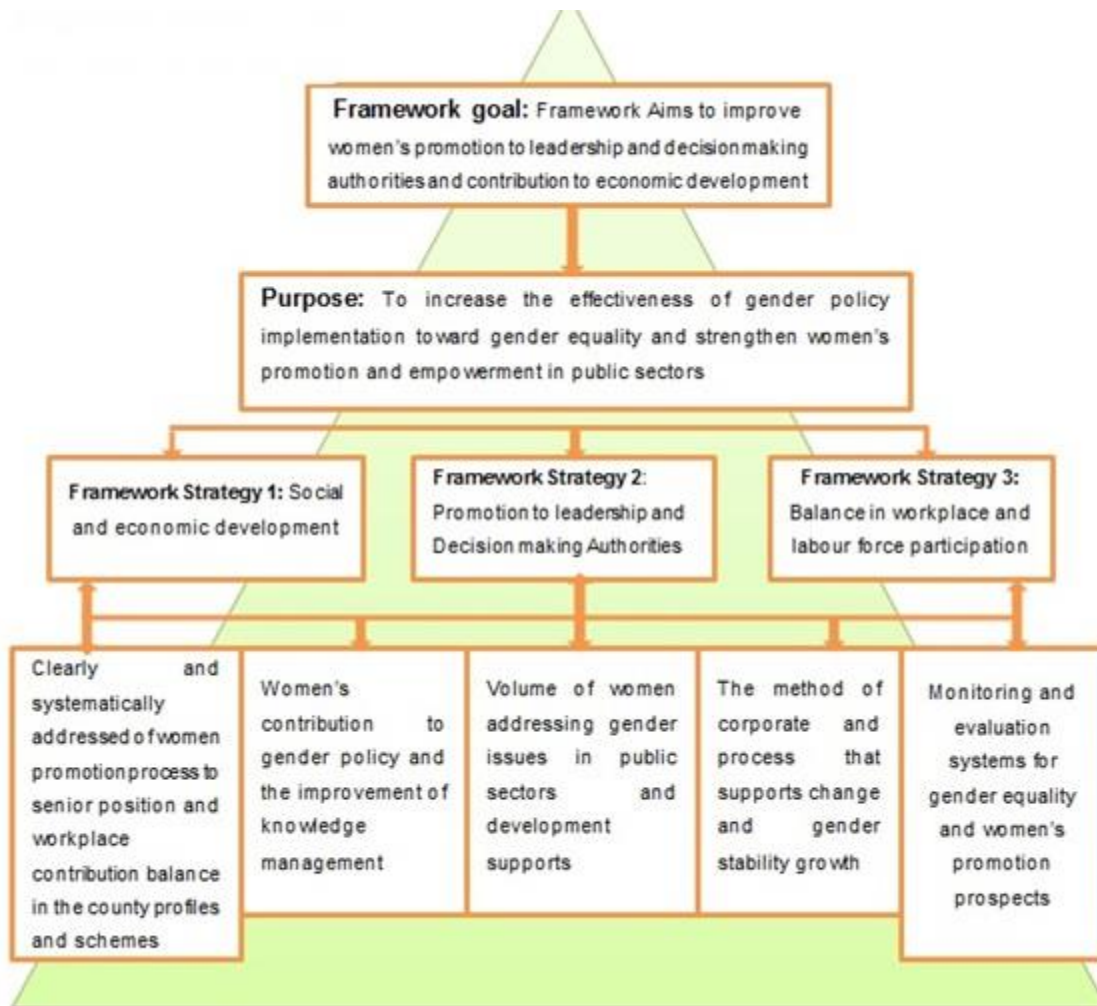 Framework goal: Framework Aims to improve
women's promotion to leadership and decision making
authorities and contribution to economic development
Purpose: To increase the effectiveness of gender policy
implementation toward gender equality and strengthen women's
promotion and empowerment in public sectors
Framework Strategy 1: Social
and economic development
Framework Strategy 2:
Promotion to leadership and
Decision making Authorities
Framework Strategy 3:
Balance in workplace and
labour force participation
Clearly and
systematically
addressed of women
promotion process to
senior position and
workplace
contribution balance
in the county profiles
and schemes
Women's
contribution to
gender policy and
the improvement of
knowledge
management
Volume of women
addressing gender
issues in public
sectors and
development
supports
The method of
corporate and
process that
supports change
and gender
stability growth
Monitoring and
evaluation
systems for
gender equality
and women's
promotion
prospects